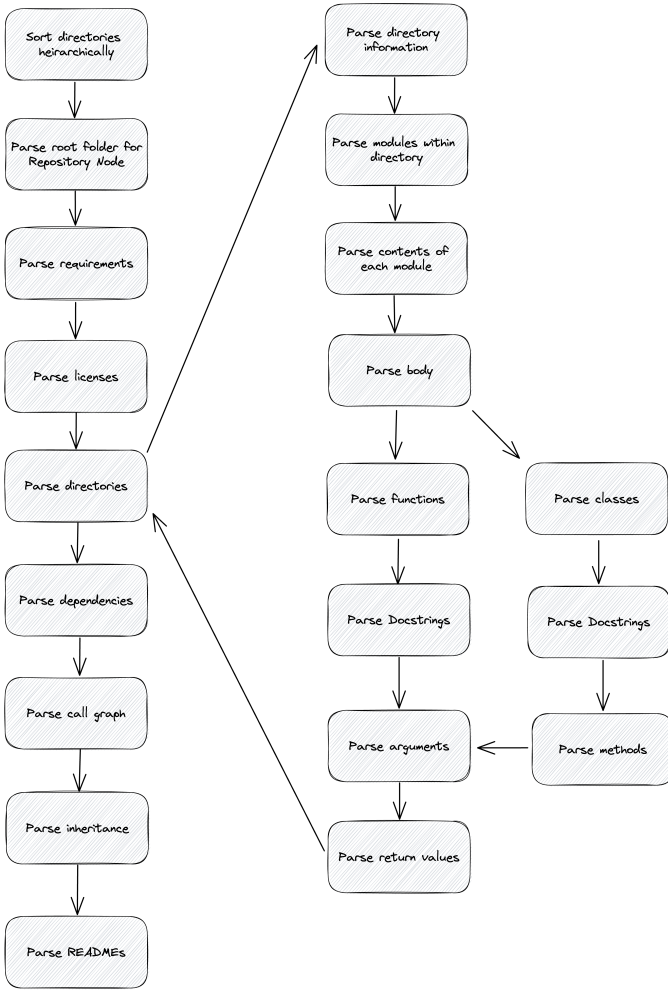 Sort directories
heirarchically
Parse root folder for
Repository Node
Parse requirements
Parse licenses
Parse directories
Parse dependencies
Parse call graph
Parse inheritance
Parse READMEs
Parse directory
information
Parse modules within
directory
Parse contents of
each module
Parse body
Parse functions
Parse Docstrings
Parse arguments
Parse return values
Parse classes
Parse Docstrings
Parse methods